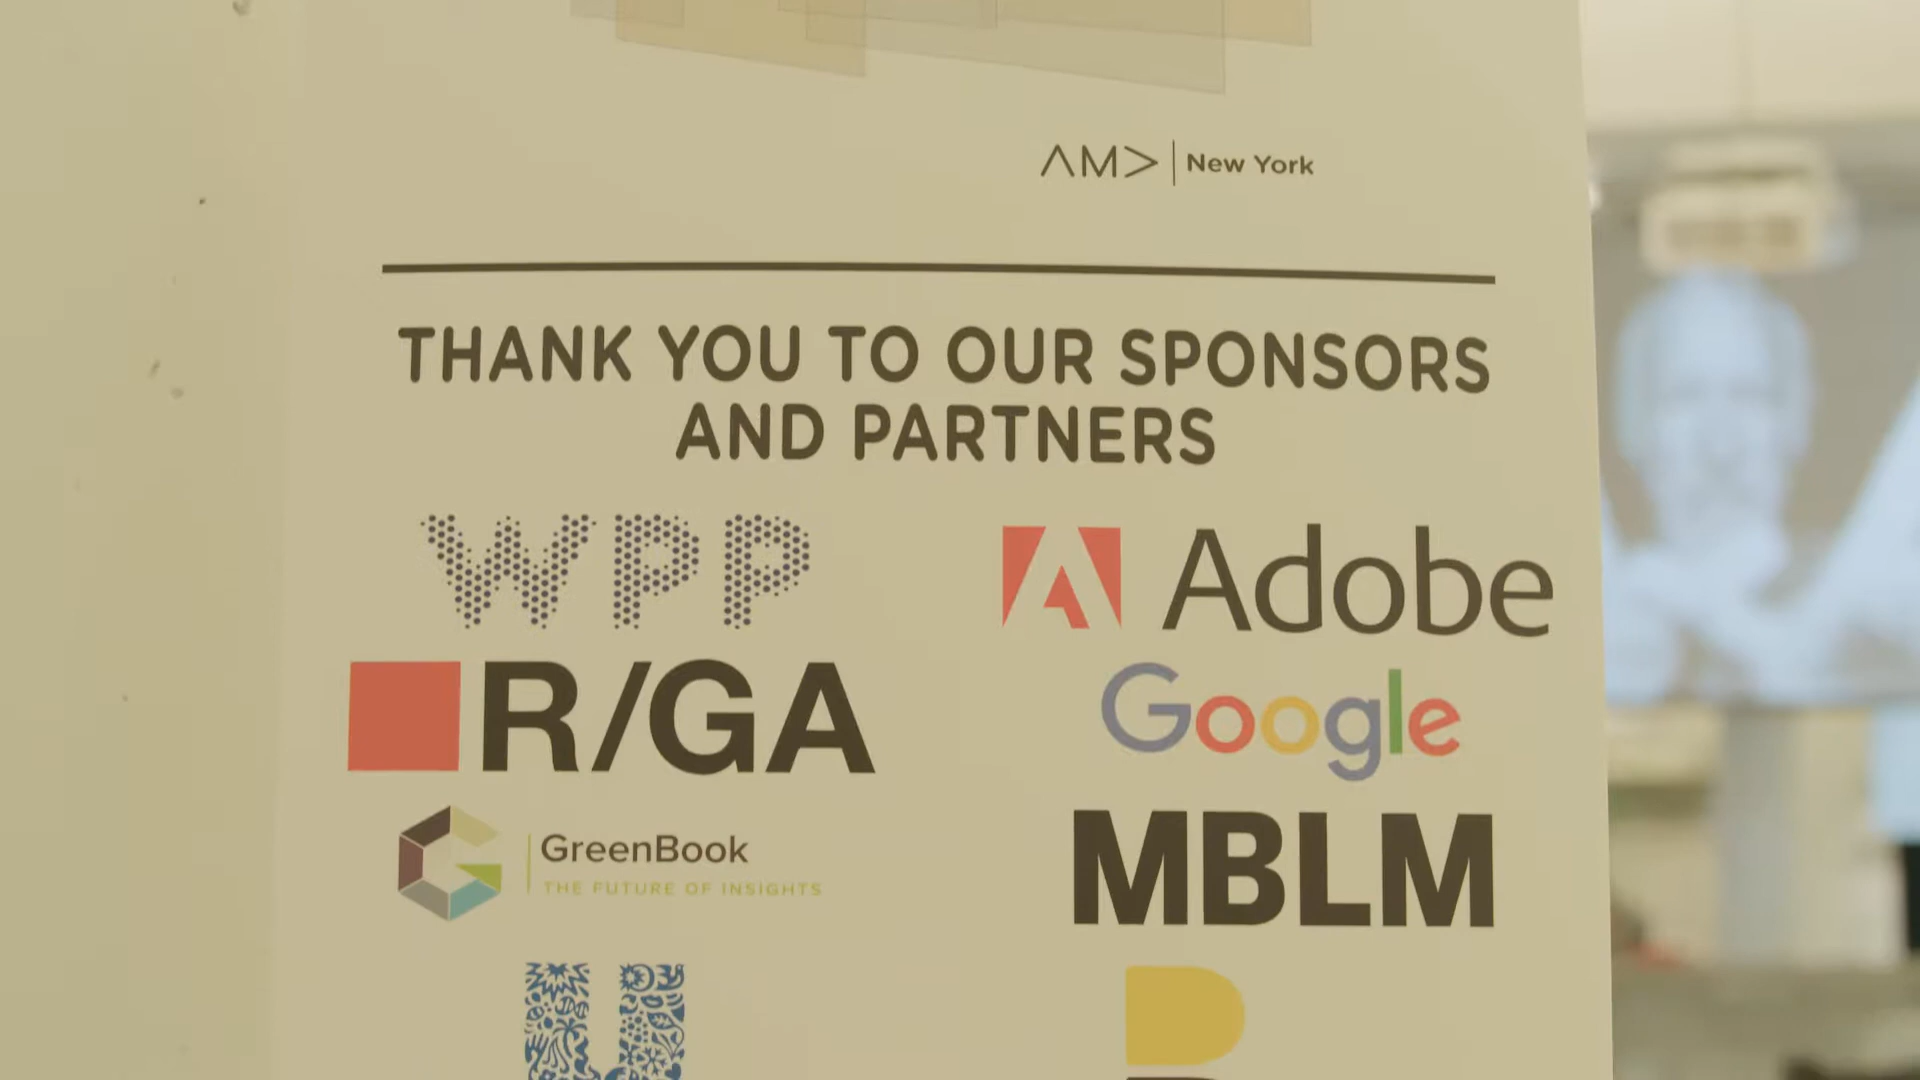 AMA | New York
THANK YOU TO OUR SPONSORS
AND PARTNERS
WPP
Adobe
R/GA
Google
GreenBook
THE FUTURE OF INSIGHTS
MBLM
U